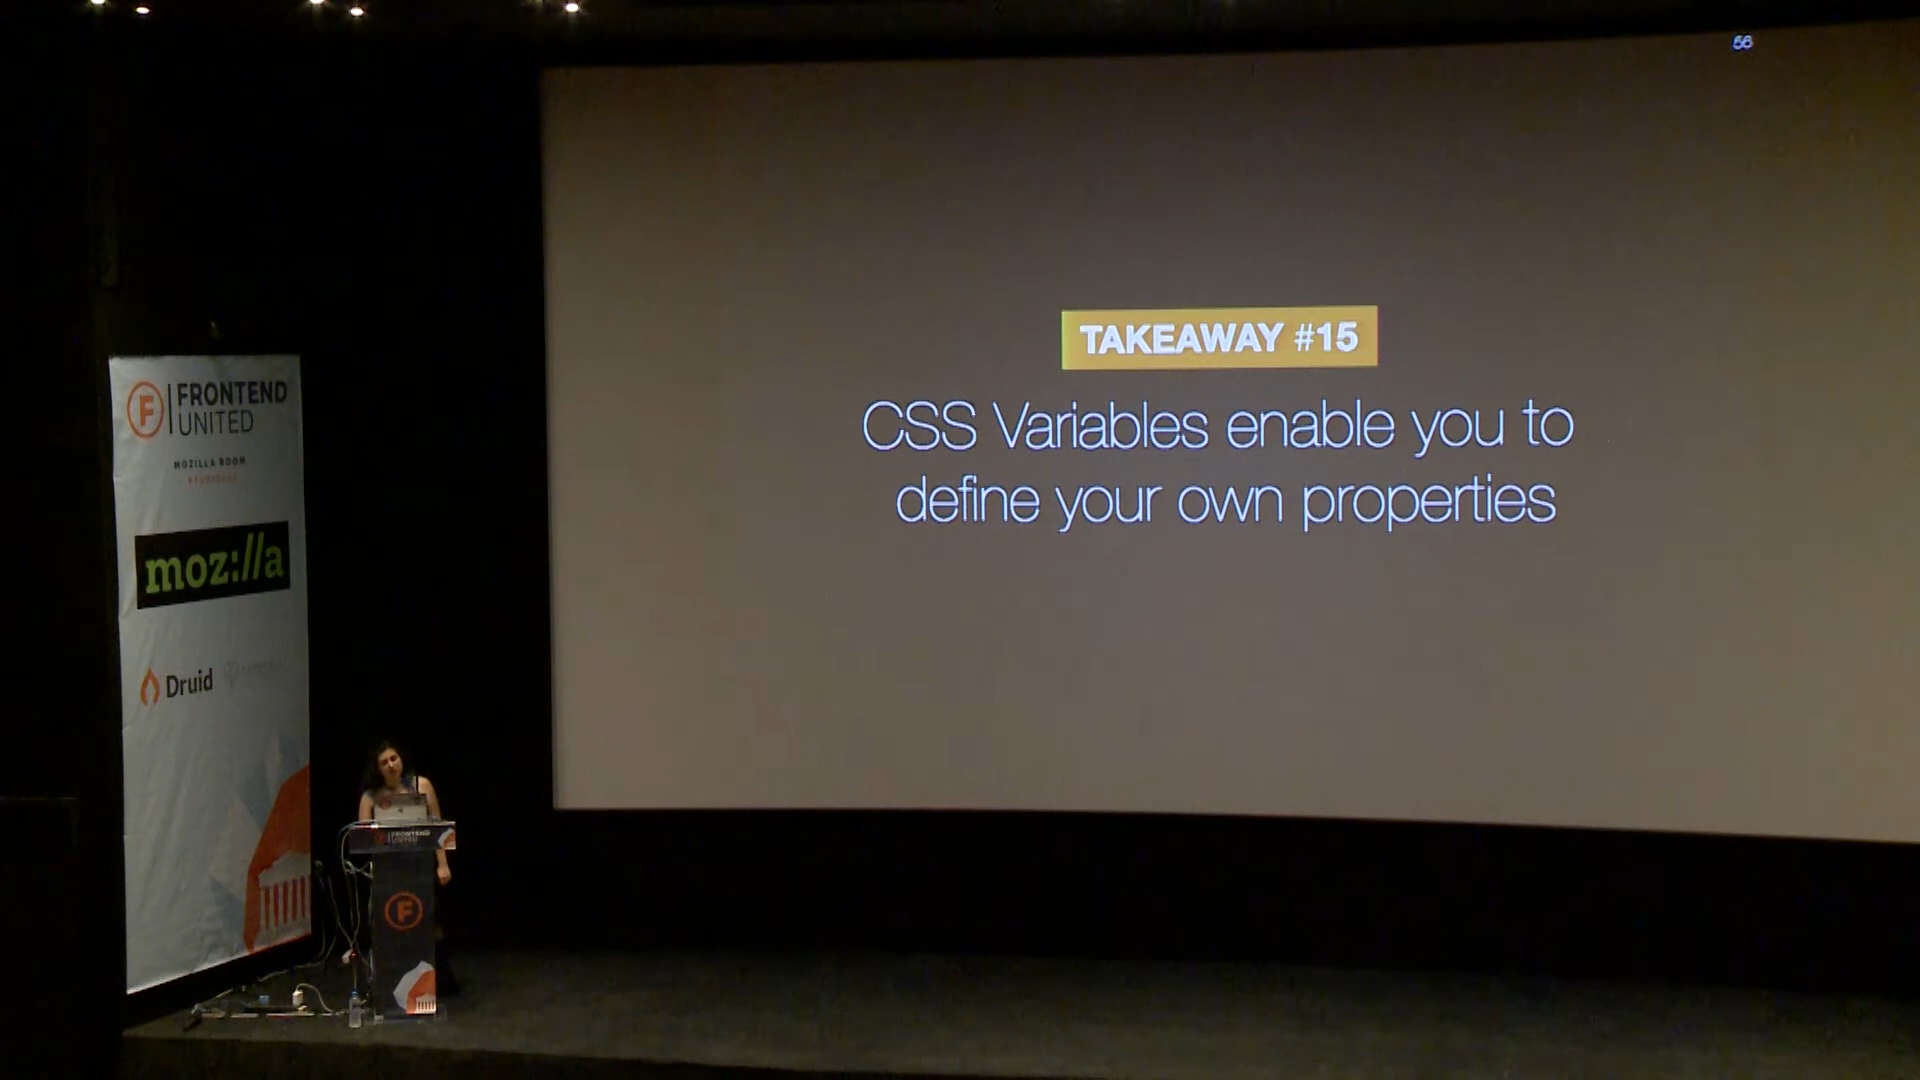 56
TAKEAWAY #15
CSS Variables enable you to
define your own properties
F FRONTEND
UNITED
MOZILLA ROOM
moz://a
Druid
FRONTEND
UNITED
F